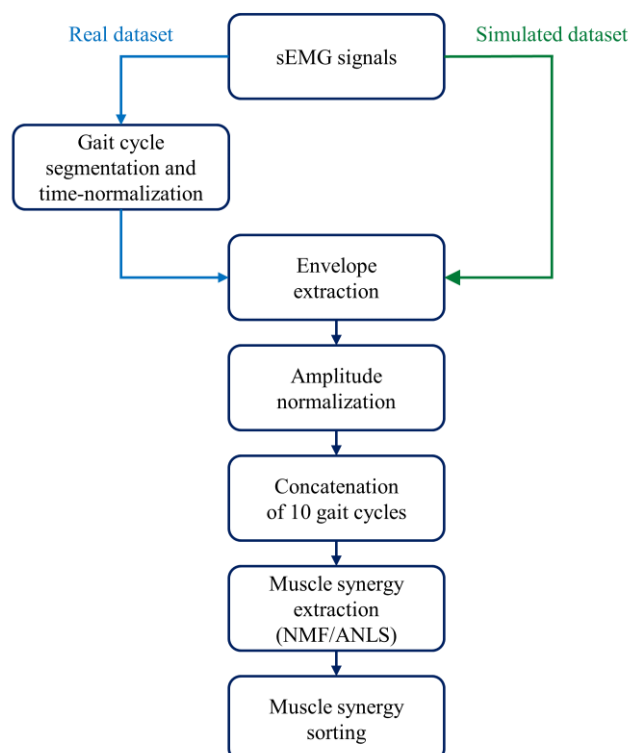 Real dataset
sEMG signals
Simulated dataset
Gait cycle
segmentation and
time-normalization
Envelope
extraction
Amplitude
normalization
Concatenation
of 10 gait cycles
Muscle synergy
extraction
(NMF/ANLS)
Muscle synergy
sorting